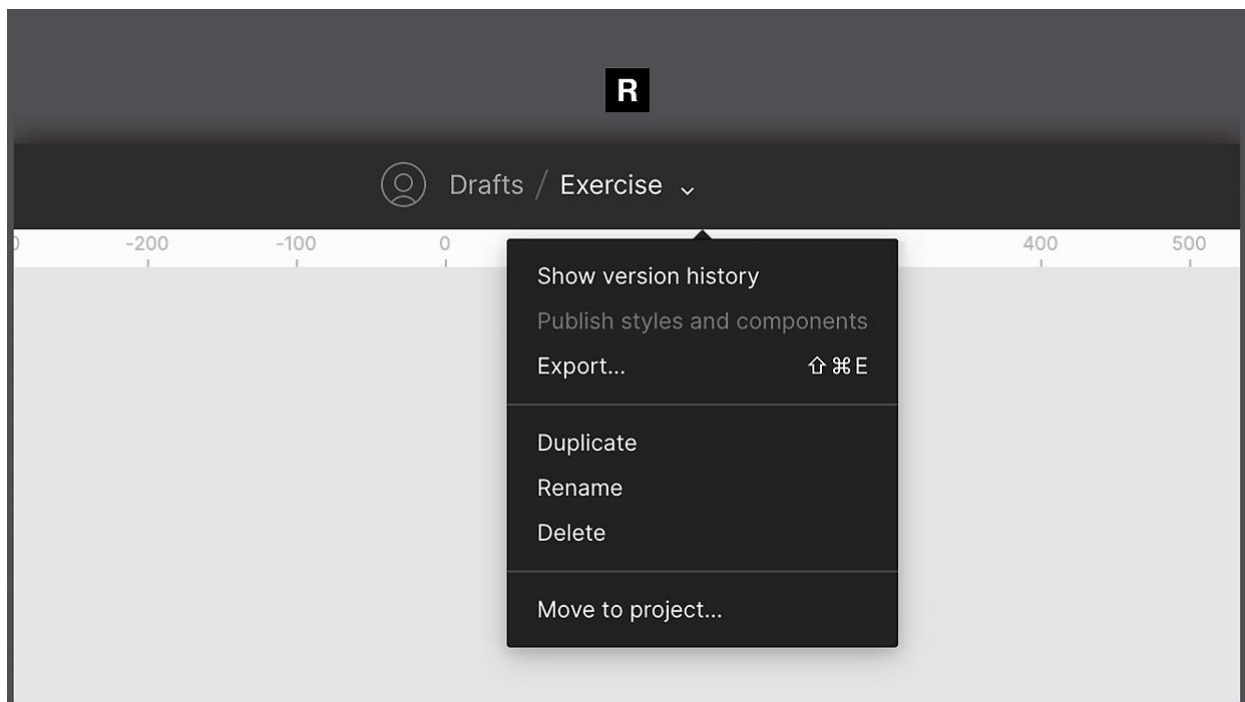 R
Drafts / Exercise
-200 -100 0 400 500
Show version history
Publish styles and components
Export... ⇧⌘E
Duplicate
Rename
Delete
Move to project...